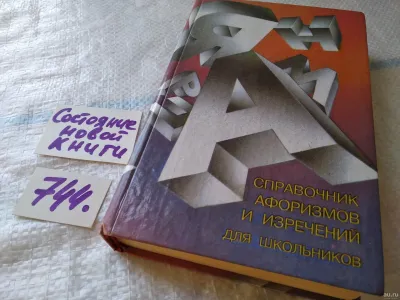 Состояние
новой
книги
744.
Я
Н
И
А
СПРАВОЧНИК
АФОРИЗМОВ
И ИЗРЕЧЕНИЙ
ДЛЯ ШКОЛЬНИКОВ